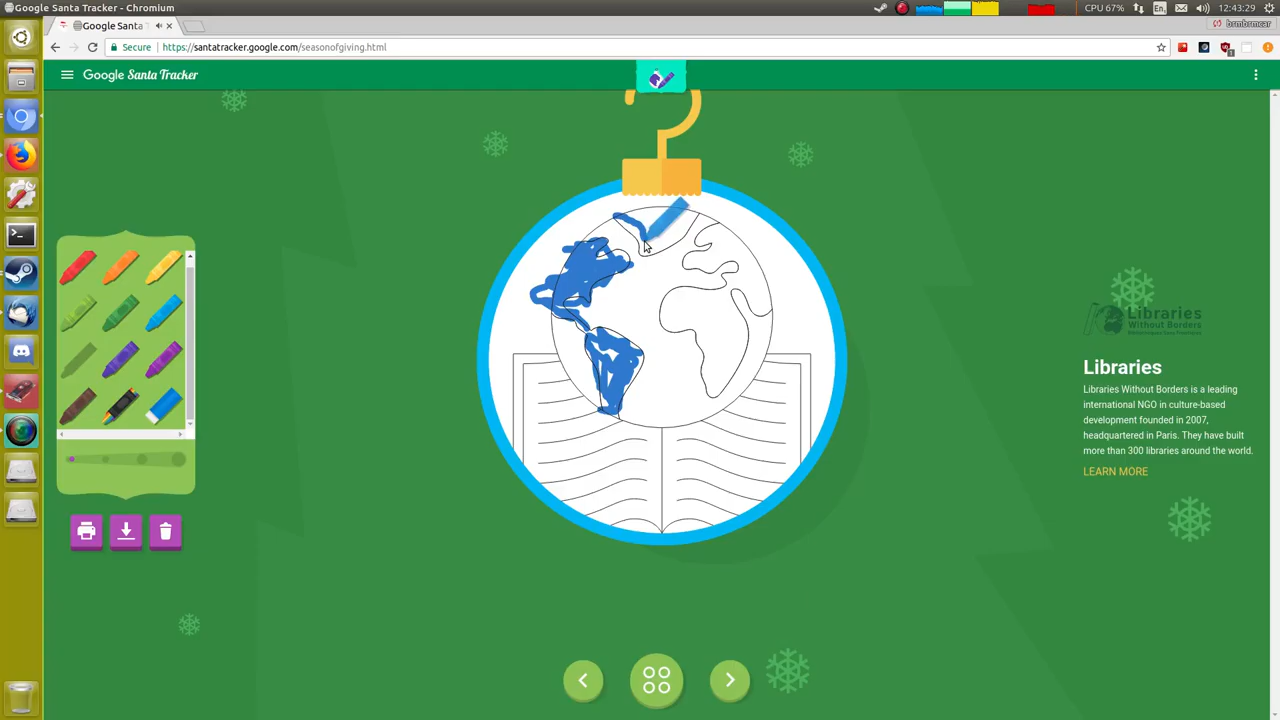 Google Santa Tracker - Chromium
CPU 67%
En
12:43:29
Google Santa
Secure
https://santatracker.google.com/seasonofgiving.html
Google Santa Tracker
Libraries
Without Borders
Libraries
Libraries Without Borders is a leading
international NGO in culture-based
development founded in 2007,
headquartered in Paris. They have built
more than 300 libraries around the world.
LEARN MORE